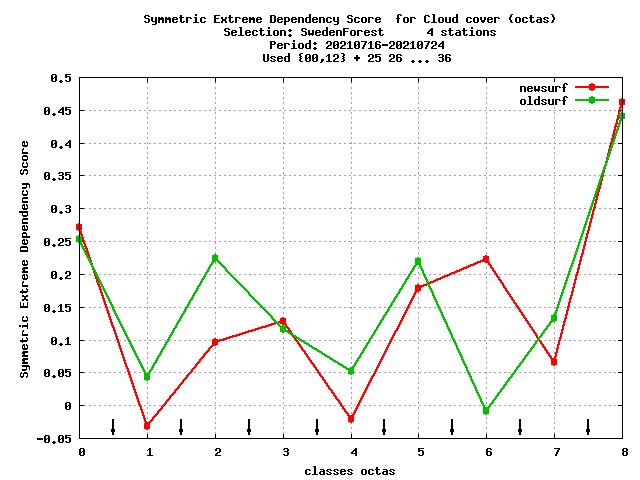 Symmetric Extreme Dependency Score  for Cloud cover (octas)
Selection: SwedenForest      4 stations
Period: 20210716-20210724
Used {00,12} + 25 26 ... 36
newsurf
oldsurf
Symmetric Extreme Dependency Score
0.5
0.45
0.4
0.35
0.3
0.25
0.2
0.15
0.1
0.05
0
-0.05
0 1 2 3 4 5 6 7 8
classes octas